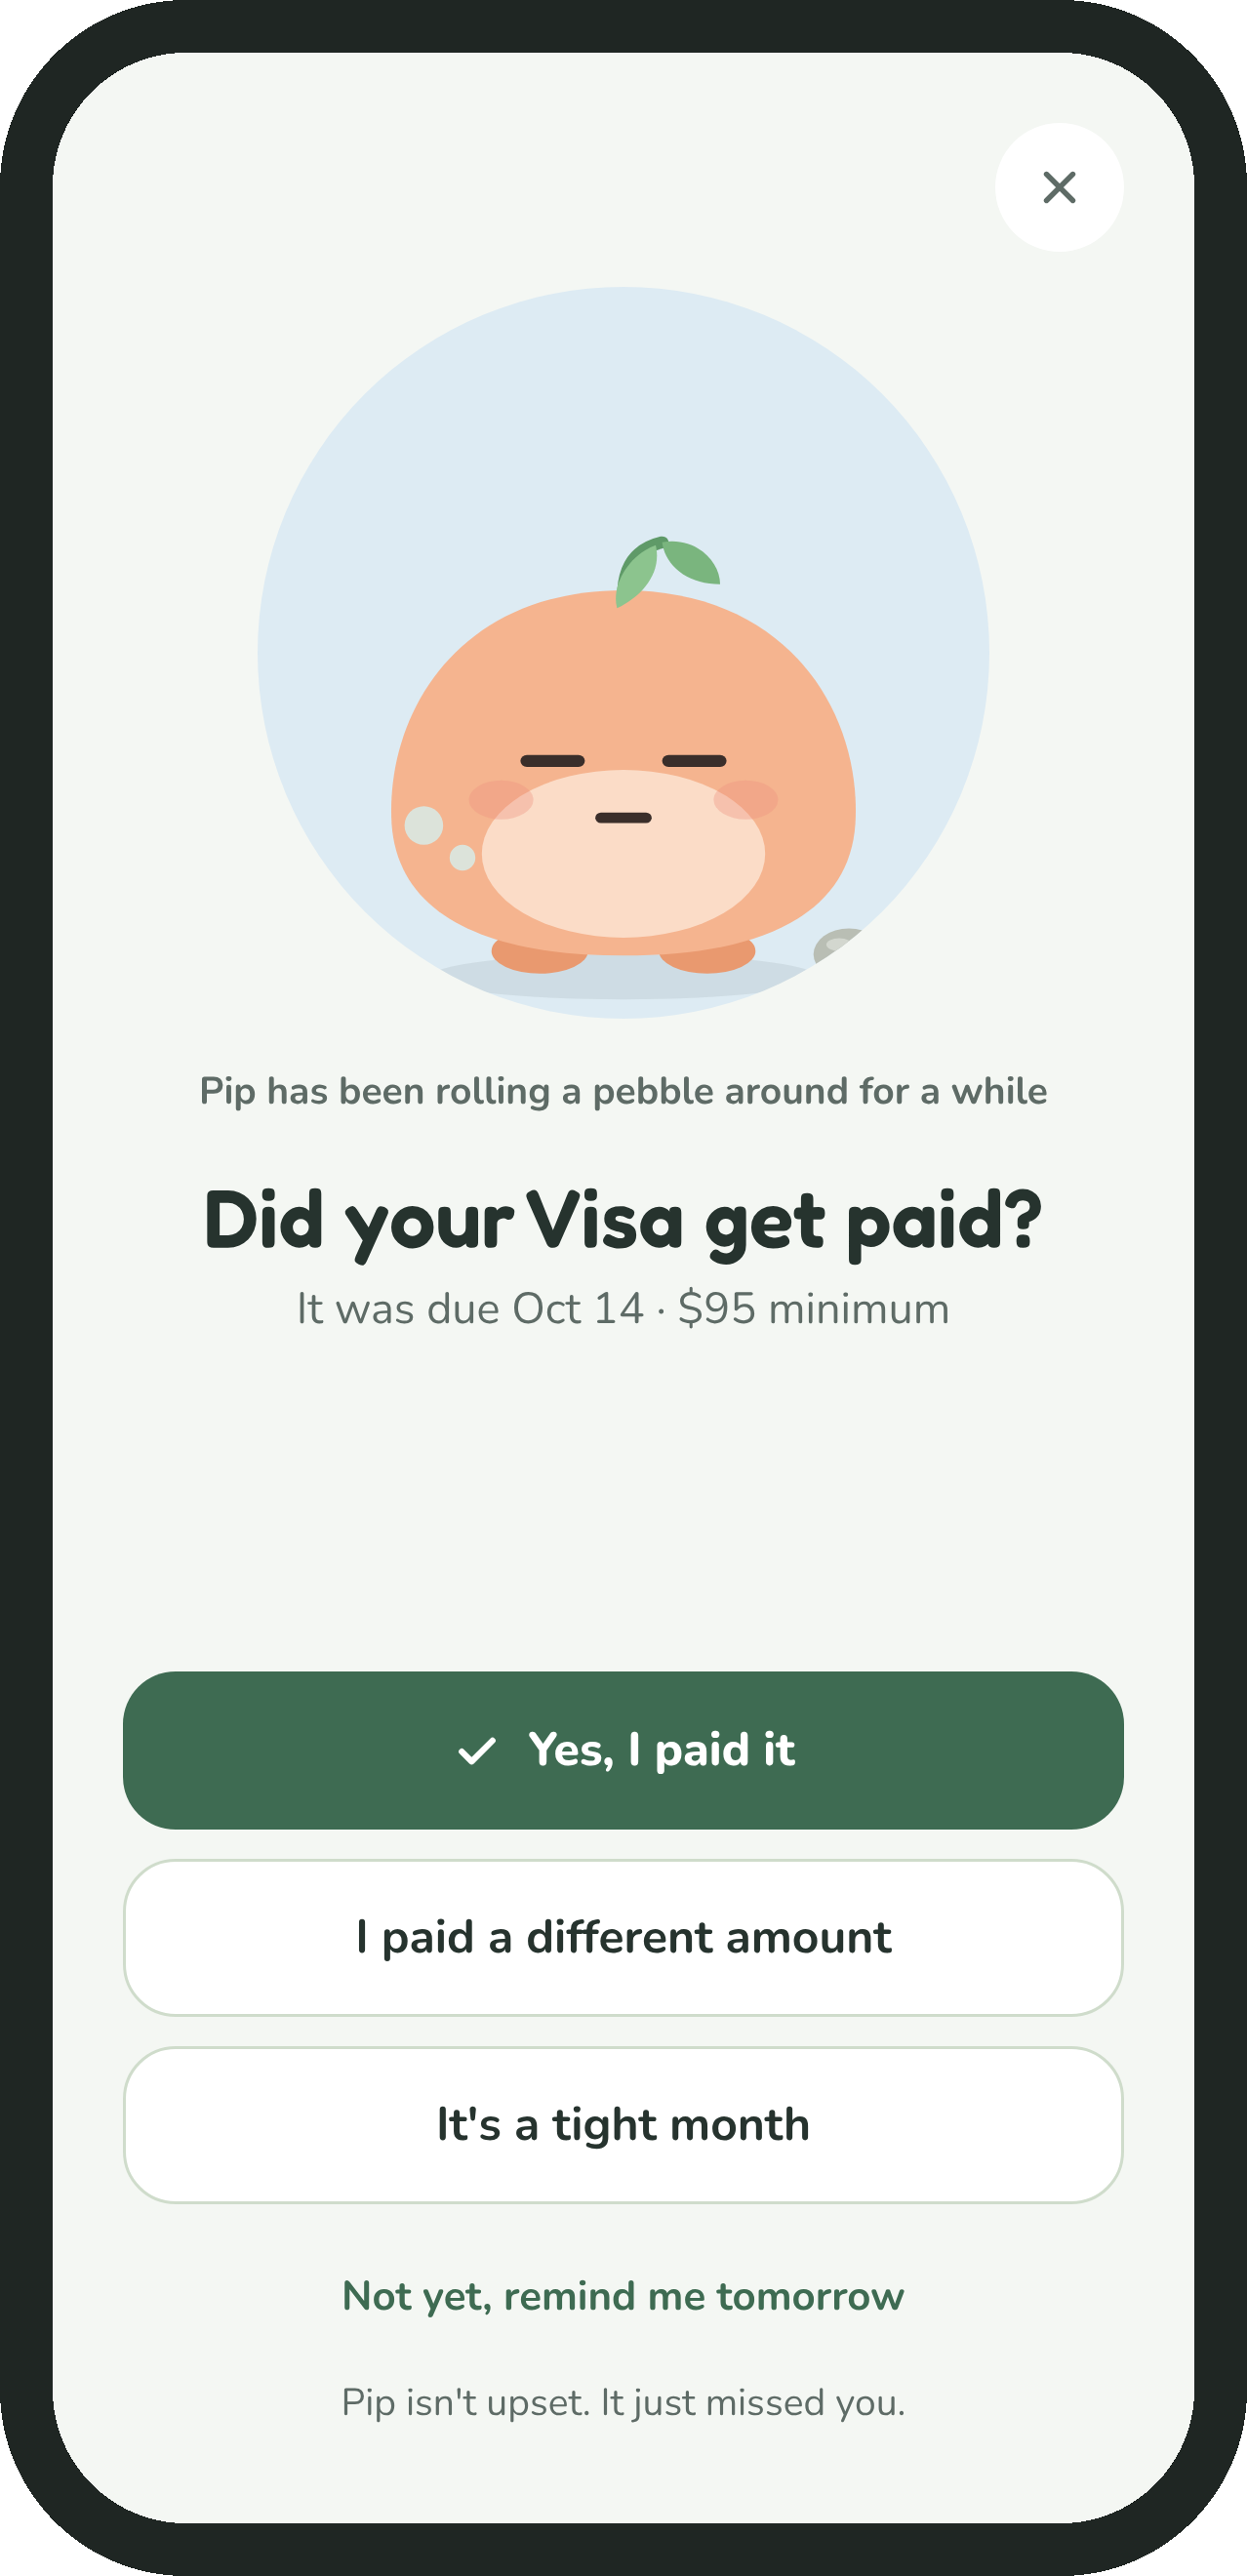 Pip has been rolling a pebble around for a while
Did your Visa get paid?
It was due Oct 14 · $95 minimum
Yes, I paid it
I paid a different amount
It's a tight month
Not yet, remind me tomorrow
Pip isn't upset. It just missed you.